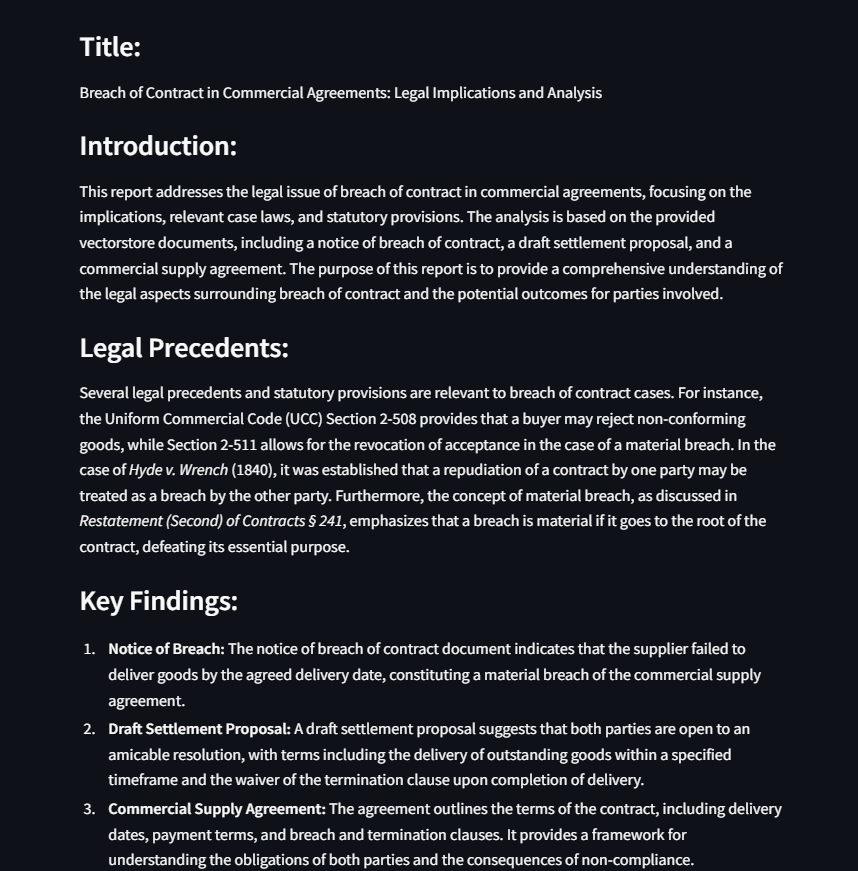 Title:
Breach of Contract in Commercial Agreements: Legal Implications and Analysis
Introduction:
This report addresses the legal issue of breach of contract in commercial agreements, focusing on the
implications, relevant case laws, and statutory provisions. The analysis is based on the provided
vectorstore documents, including a notice of breach of contract, a draft settlement proposal, and a
commercial supply agreement. The purpose of this report is to provide a comprehensive understanding of
the legal aspects surrounding breach of contract and the potential outcomes for parties involved.
Legal Precedents:
Several legal precedents and statutory provisions are relevant to breach of contract cases. For instance,
the Uniform Commercial Code (UCC) Section 2-508 provides that a buyer may reject non-conforming
goods, while Section 2-511 allows for the revocation of acceptance in the case of a material breach. In the
case of Hyde v. Wrench (1840), it was established that a repudiation of a contract by one party may be
treated as a breach by the other party. Furthermore, the concept of material breach, as discussed in
Restatement (Second) of Contracts § 241, emphasizes that a breach is material if it goes to the root of the
contract, defeating its essential purpose.
Key Findings:
1. Notice of Breach: The notice of breach of contract document indicates that the supplier failed to
deliver goods by the agreed delivery date, constituting a material breach of the commercial supply
agreement.
2. Draft Settlement Proposal: A draft settlement proposal suggests that both parties are open to an
amicable resolution, with terms including the delivery of outstanding goods within a specified
timeframe and the waiver of the termination clause upon completion of delivery.
3. Commercial Supply Agreement: The agreement outlines the terms of the contract, including delivery
dates, payment terms, and breach and termination clauses. It provides a framework for
understanding the obligations of both parties and the consequences of non-compliance.